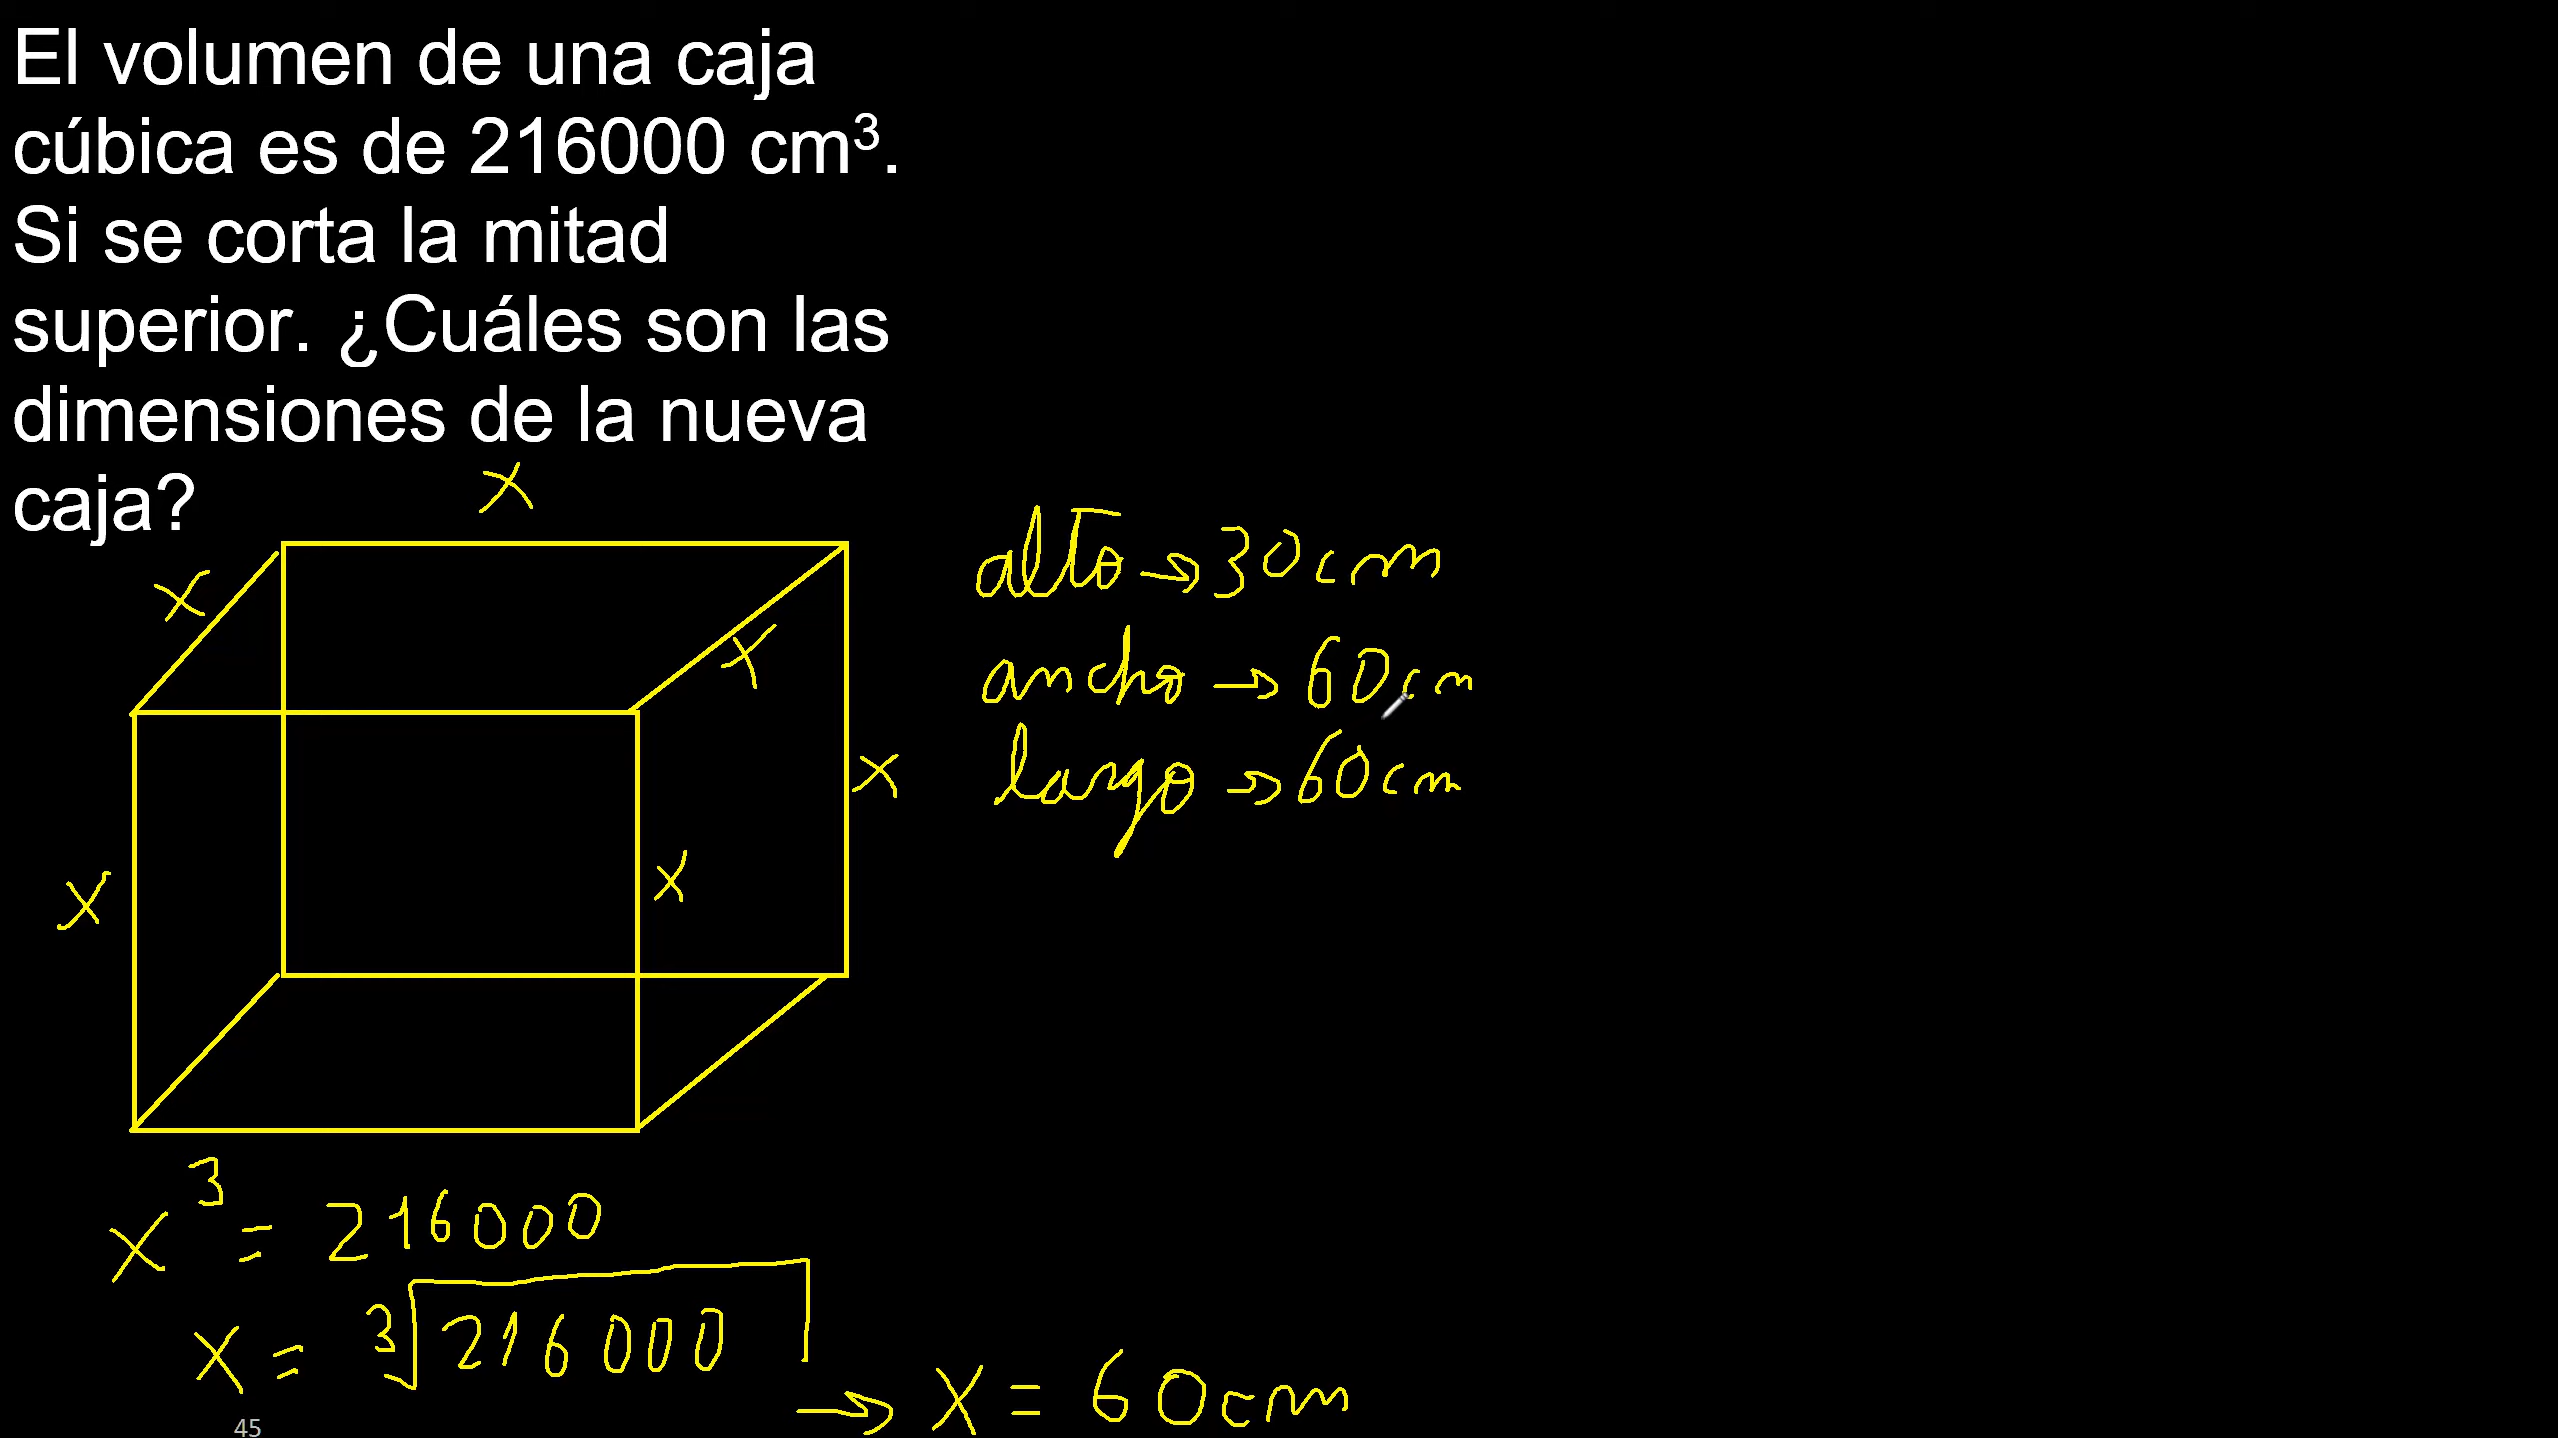 El volumen de una caja
cúbica es de 216000 cm³.
Si se corta la mitad
superior. ¿Cuáles son las
dimensiones de la nueva
caja?
x
x
x
x
x
x
alto → 30cm
ancho → 60cm
largo → 60cm
x³ = 216000
x = ∛216000
→ x = 60cm
45